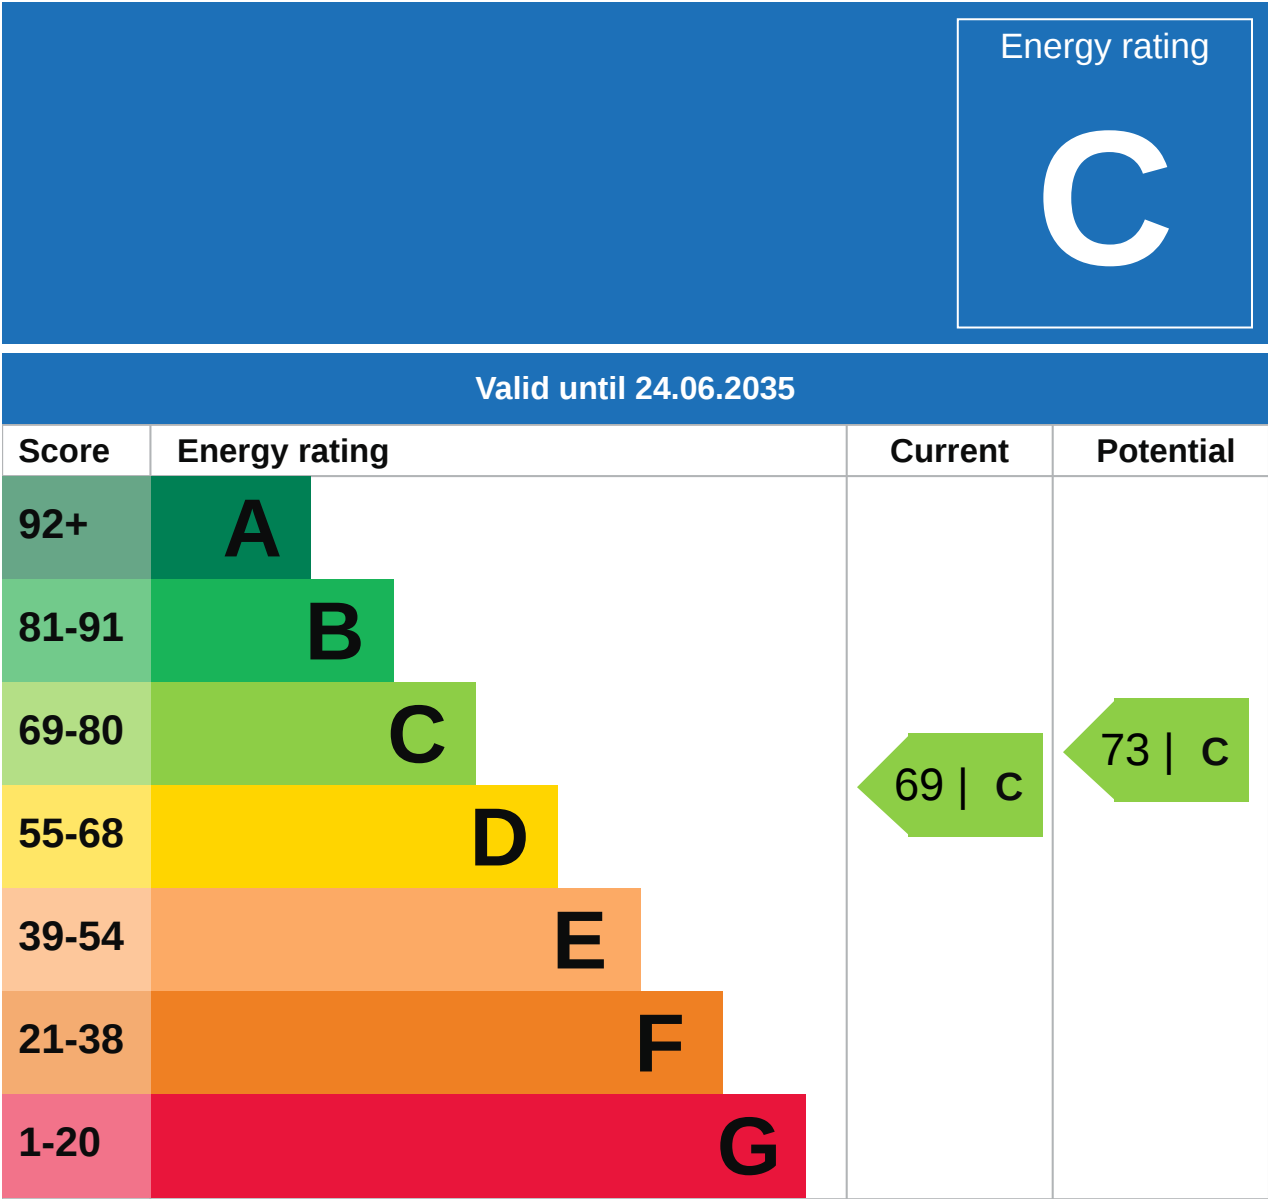 Energy rating
C
Valid until 24.06.2035
Score Energy rating Current Potential
92+ A
81-91 B
69-80 C
73 | C
69 | C
55-68 D
39-54 E
21-38 F
1-20 G